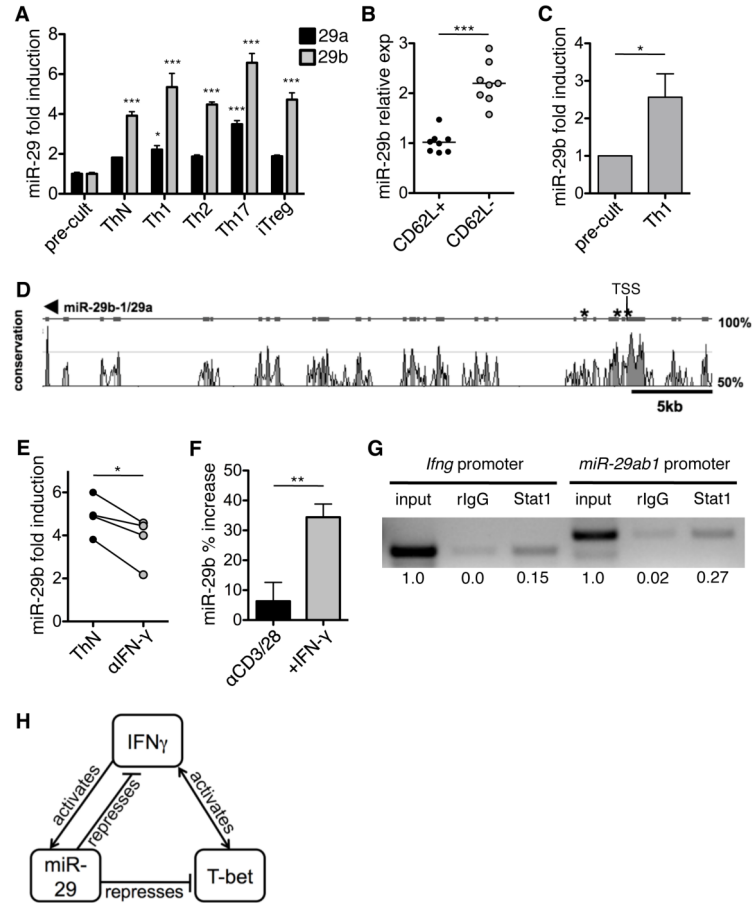 A
miR-29 fold induction
8
6
4
2
0
29a
29b
***
*
***
***
***
***
***
pre-cult
ThN
Th1
Th2
Th17
iTreg
B
miR-29b relative exp
3
2
1
0
***
CD62L+
CD62L-
C
miR-29b fold induction
4
3
2
1
0
*
pre-cult
Th1
D
miR-29b-1/29a
TSS
* * *
conservation
100%
50%
5kb
E
miR-29b fold induction
6
4
2
0
*
ThN
αIFN-γ
F
miR-29b % increase
50
40
30
20
10
0
**
αCD3/28
+IFN-γ
G
Ifng promoter miR-29ab1 promoter
input rIgG Stat1 input rIgG Stat1
1.0 0.0 0.15 1.0 0.02 0.27
H
IFNγ
activates
represses
activates
miR-
29
represses
T-bet